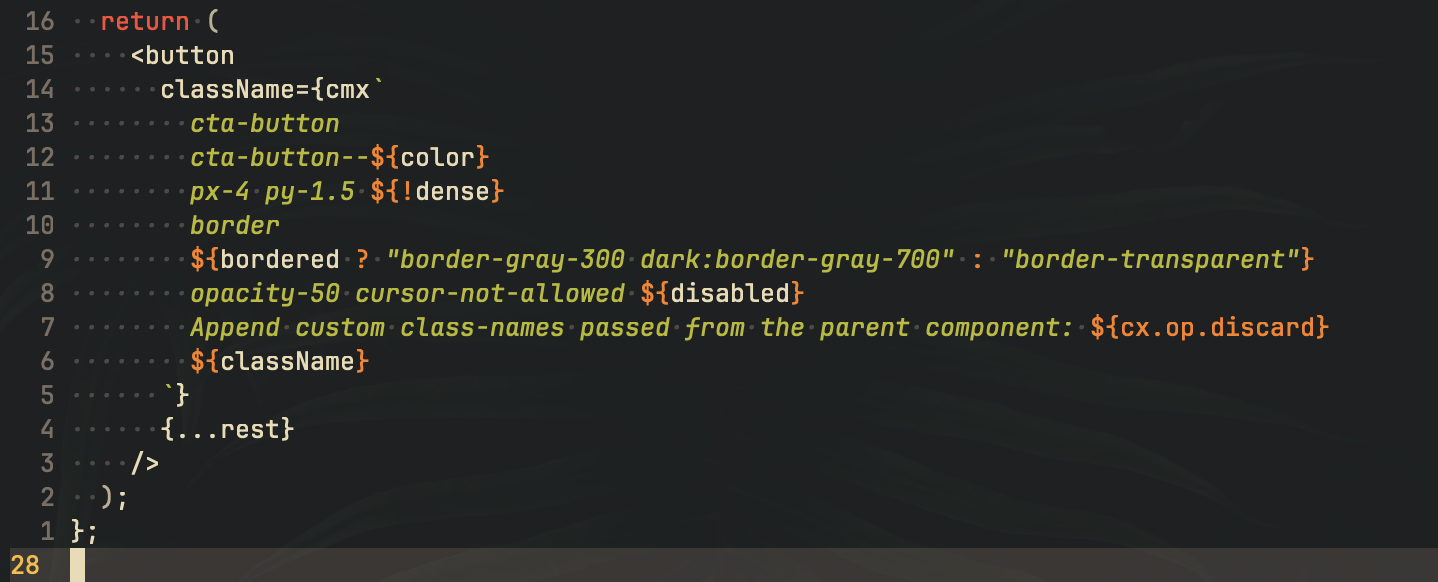 16   return (
15     <button
14       className={cmx`
13         cta-button
12         cta-button--${color}
11         px-4 py-1.5 ${!dense}
10         border
9         ${bordered ? "border-gray-300 dark:border-gray-700" : "border-transparent"}
8         opacity-50 cursor-not-allowed ${disabled}
7         Append custom class-names passed from the parent component: ${cx.op.discard}
6         ${className}
5       `}
4       {...rest}
3     />
2   );
1 };
28